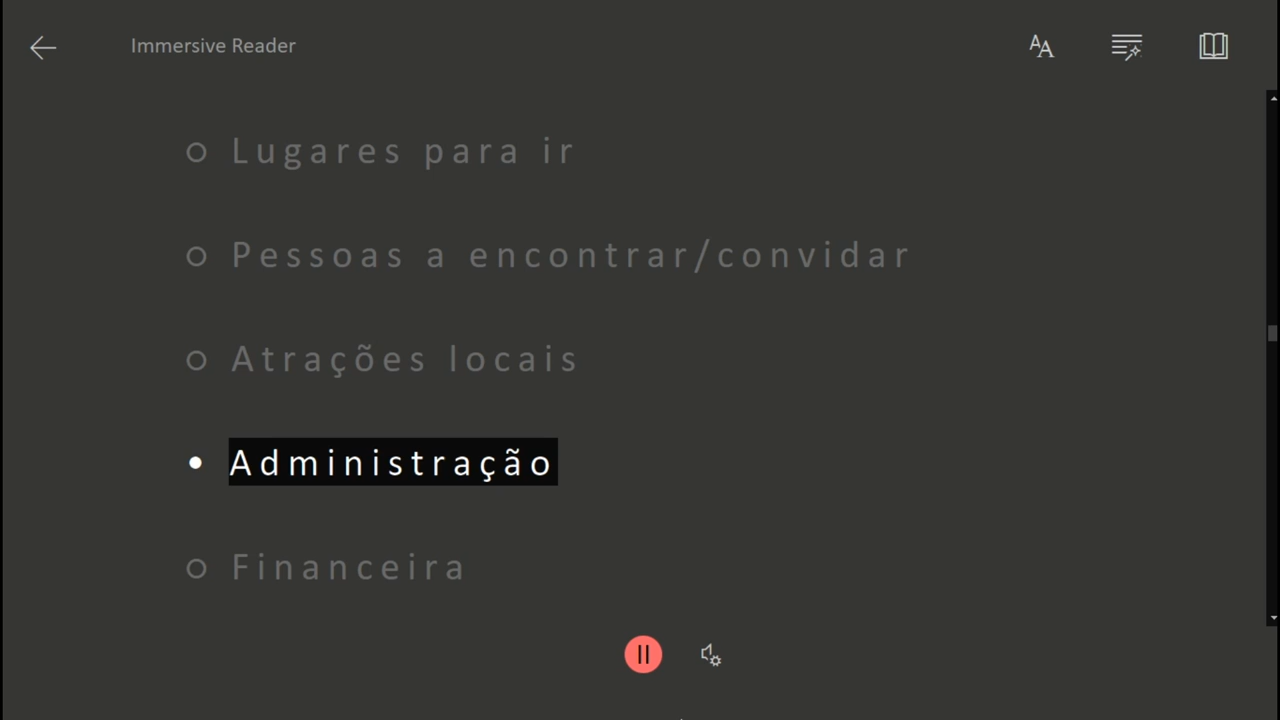 Immersive Reader
Lugares para ir
Pessoas a encontrar/convidar
Atrações locais
Administração
Financeira